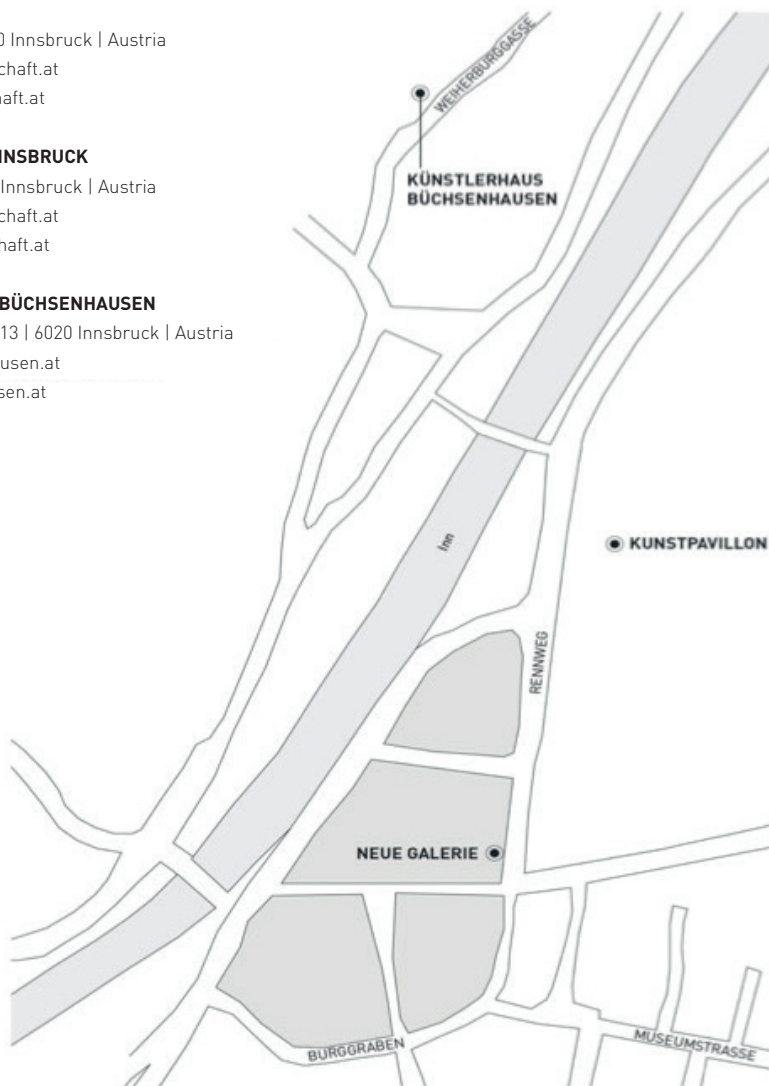 0 Innsbruck | Austria
chaft.at
haft.at
INNSBRUCK
Innsbruck | Austria
chaft.at
haft.at
BÜCHSENHAUSEN
13 | 6020 Innsbruck | Austria
usen.at
sen.at
WEIHERBURGGASSE
KÜNSTLERHAUS
BÜCHSENHAUSEN
Inn
KUNSTPAVILLON
RENNWEG
NEUE GALERIE
BURGGRABEN
MUSEUMSTRASSE